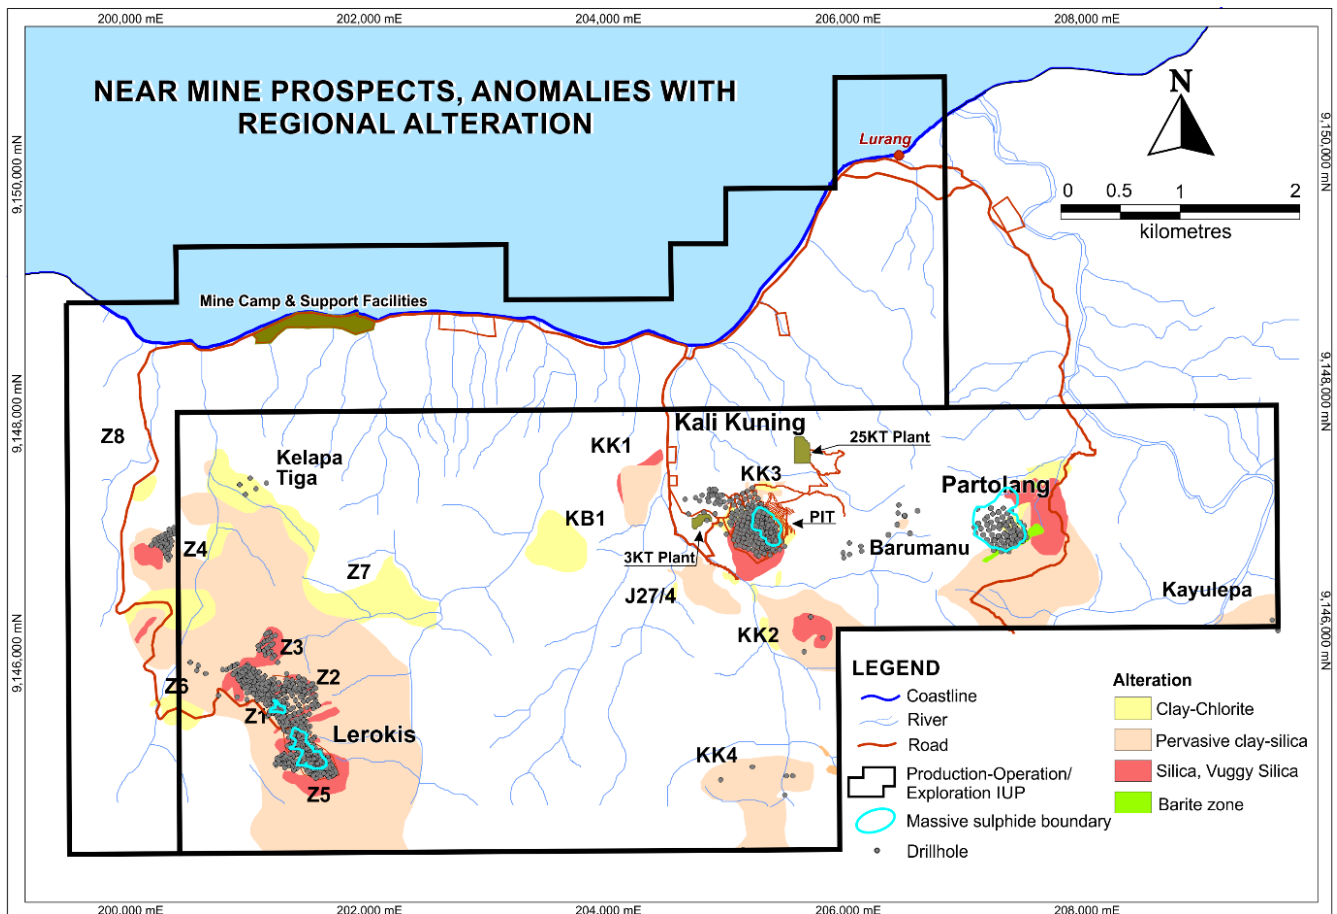 200,000 mE
202,000 mE
204,000 mE
206,000 mE
208,000 mE
NEAR MINE PROSPECTS, ANOMALIES WITH
REGIONAL ALTERATION
N
9,150,000 mN
9,150,000 mN
Lurang
0 0.5 1 2
kilometres
Mine Camp & Support Facilities
9,148,000 mN
9,148,000 mN
Z8
Kelapa
Tiga
KK1
Kali Kuning
25KT Plant
KK3
Partolang
KB1
PIT
Z4
3KT Plant
Barumanu
Z7
J27/4
Kayulepa
9,146,000 mN
9,146,000 mN
Z3
KK2
Z6
Z2
Z1
Lerokis
KK4
Z5
LEGEND
Coastline
River
Road
Production-Operation/
Exploration IUP
Massive sulphide boundary
Drillhole
Alteration
Clay-Chlorite
Pervasive clay-silica
Silica, Vuggy Silica
Barite zone
200,000 mE
202,000 mE
204,000 mE
206,000 mE
208,000 mE